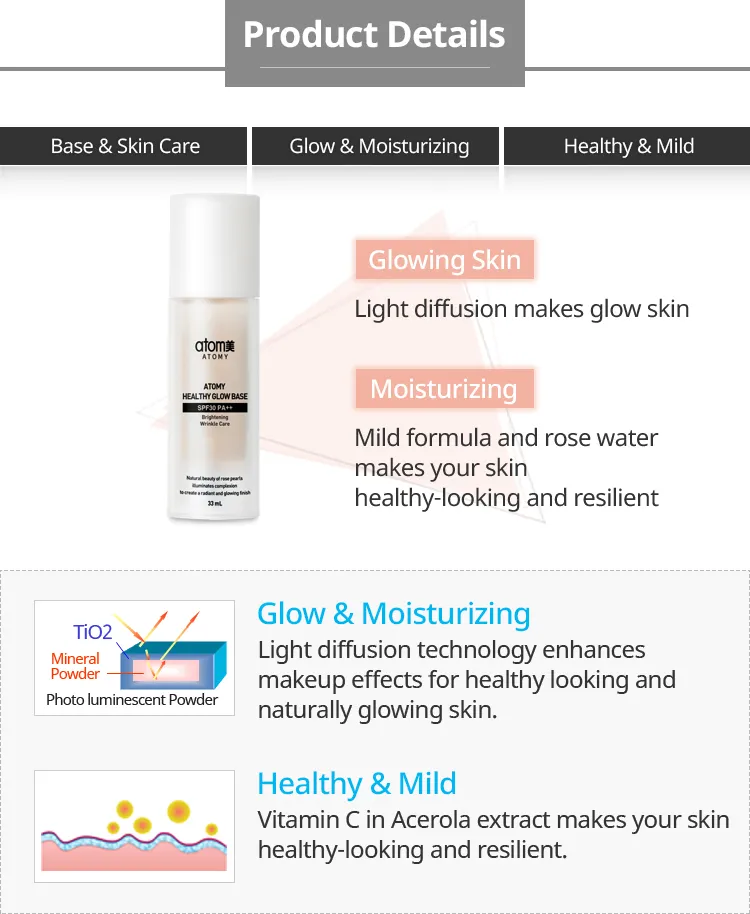 Product Details
Base & Skin Care
Glow & Moisturizing
Healthy & Mild
atom美
ATOMY
ATOMY
HEALTHY GLOW BASE
SPF30 PA++
Brightening
Wrinkle Care
Natural beauty of rose pearls
illuminates complexion
to create a radiant and glowing finish
33 mL
Glowing Skin
Light diffusion makes glow skin
Moisturizing
Mild formula and rose water
makes your skin
healthy-looking and resilient
TiO2
Mineral
Powder
Photo luminescent Powder
Glow & Moisturizing
Light diffusion technology enhances
makeup effects for healthy looking and
naturally glowing skin.
Healthy & Mild
Vitamin C in Acerola extract makes your skin
healthy-looking and resilient.